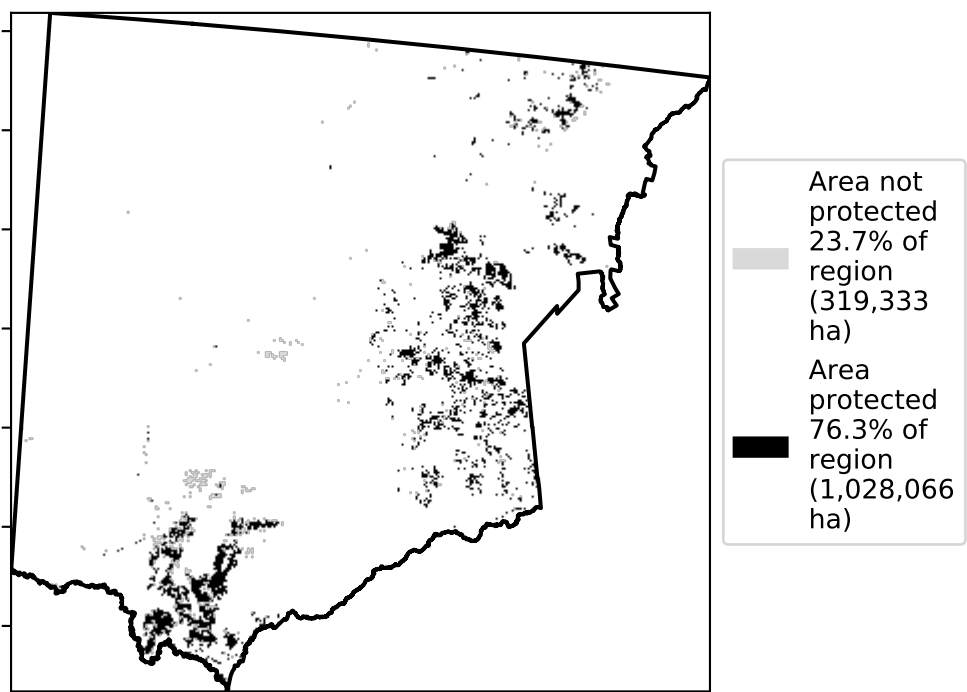 Area not
protected
23.7% of
region
(319,333
ha)
Area
protected
76.3% of
region
(1,028,066
ha)